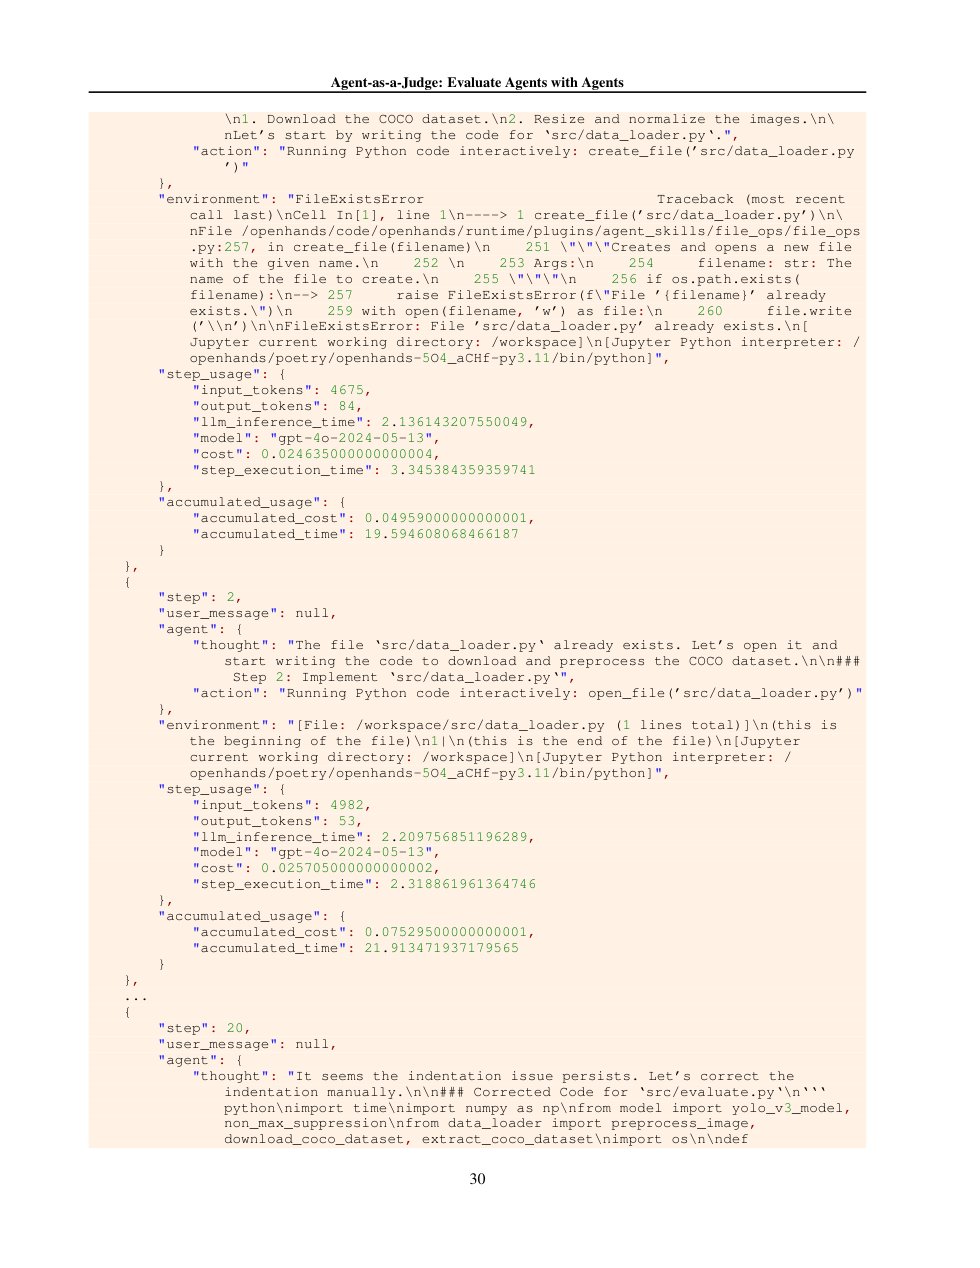 Agent-as-a-Judge: Evaluate Agents with Agents
\n1. Download the COCO dataset.\n2. Resize and normalize the images.\n\
nLet’s start by writing the code for ‘src/data_loader.py‘.",
"action": "Running Python code interactively: create_file(’src/data_loader.py
’)"
},
"environment": "FileExistsError                           Traceback (most recent
call last)\nCell In[1], line 1\n----> 1 create_file(’src/data_loader.py’)\n\
nFile /openhands/code/openhands/runtime/plugins/agent_skills/file_ops/file_ops
.py:257, in create_file(filename)\n    251 \"\"\"Creates and opens a new file
with the given name.\n    252 \n    253 Args:\n    254     filename: str: The
name of the file to create.\n    255 \"\"\"\n    256 if os.path.exists(
filename):\n--> 257     raise FileExistsError(f\"File ’{filename}’ already
exists.\")\n    259 with open(filename, ’w’) as file:\n    260     file.write
(’\\n’)\n\nFileExistsError: File ’src/data_loader.py’ already exists.\n[
Jupyter current working directory: /workspace]\n[Jupyter Python interpreter: /
openhands/poetry/openhands-5O4_aCHf-py3.11/bin/python]",
"step_usage": {
"input_tokens": 4675,
"output_tokens": 84,
"llm_inference_time": 2.136143207550049,
"model": "gpt-4o-2024-05-13",
"cost": 0.024635000000000004,
"step_execution_time": 3.345384359359741
},
"accumulated_usage": {
"accumulated_cost": 0.04959000000000001,
"accumulated_time": 19.594608068466187
}
},
{
"step": 2,
"user_message": null,
"agent": {
"thought": "The file ‘src/data_loader.py‘ already exists. Let’s open it and
start writing the code to download and preprocess the COCO dataset.\n\n###
Step 2: Implement ‘src/data_loader.py‘",
"action": "Running Python code interactively: open_file(’src/data_loader.py’)"
},
"environment": "[File: /workspace/src/data_loader.py (1 lines total)]\n(this is
the beginning of the file)\n1|\n(this is the end of the file)\n[Jupyter
current working directory: /workspace]\n[Jupyter Python interpreter: /
openhands/poetry/openhands-5O4_aCHf-py3.11/bin/python]",
"step_usage": {
"input_tokens": 4982,
"output_tokens": 53,
"llm_inference_time": 2.209756851196289,
"model": "gpt-4o-2024-05-13",
"cost": 0.025705000000000002,
"step_execution_time": 2.318861961364746
},
"accumulated_usage": {
"accumulated_cost": 0.07529500000000001,
"accumulated_time": 21.913471937179565
}
},
...
{
"step": 20,
"user_message": null,
"agent": {
"thought": "It seems the indentation issue persists. Let’s correct the
indentation manually.\n\n### Corrected Code for ‘src/evaluate.py‘\n‘‘‘
python\nimport time\nimport numpy as np\nfrom model import yolo_v3_model,
non_max_suppression\nfrom data_loader import preprocess_image,
download_coco_dataset, extract_coco_dataset\nimport os\n\ndef
30